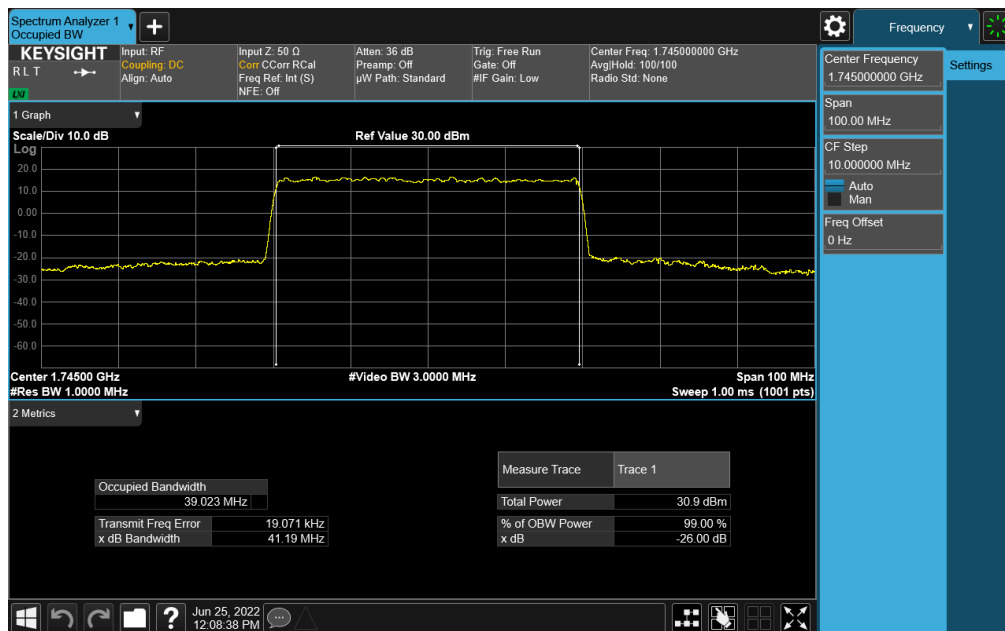 Spectrum Analyzer 1
Occupied BW
Frequency
KEYSIGHT
R L T
LXI
Input: RF
Coupling: DC
Align: Auto
Input Z: 50 Ω
Corr CCorr RCal
Freq Ref: Int (S)
NFE: Off
Atten: 36 dB
Preamp: Off
µW Path: Standard
Trig: Free Run
Gate: Off
#IF Gain: Low
Center Freq: 1.745000000 GHz
Avg|Hold: 100/100
Radio Std: None
Center Frequency
1.745000000 GHz
Settings
Span
100.00 MHz
CF Step
10.000000 MHz
Auto
Man
Freq Offset
0 Hz
1 Graph
Scale/Div 10.0 dB
Ref Value 30.00 dBm
Log
20.0
10.0
0.00
-10.0
-20.0
-30.0
-40.0
-50.0
-60.0
Center 1.74500 GHz
#Video BW 3.0000 MHz
Span 100 MHz
#Res BW 1.0000 MHz
Sweep 1.00 ms (1001 pts)
2 Metrics
Occupied Bandwidth
39.023 MHz
Transmit Freq Error 19.071 kHz
x dB Bandwidth 41.19 MHz
Measure Trace Trace 1
Total Power 30.9 dBm
% of OBW Power 99.00 %
x dB -26.00 dB
?
Jun 25, 2022
12:08:38 PM